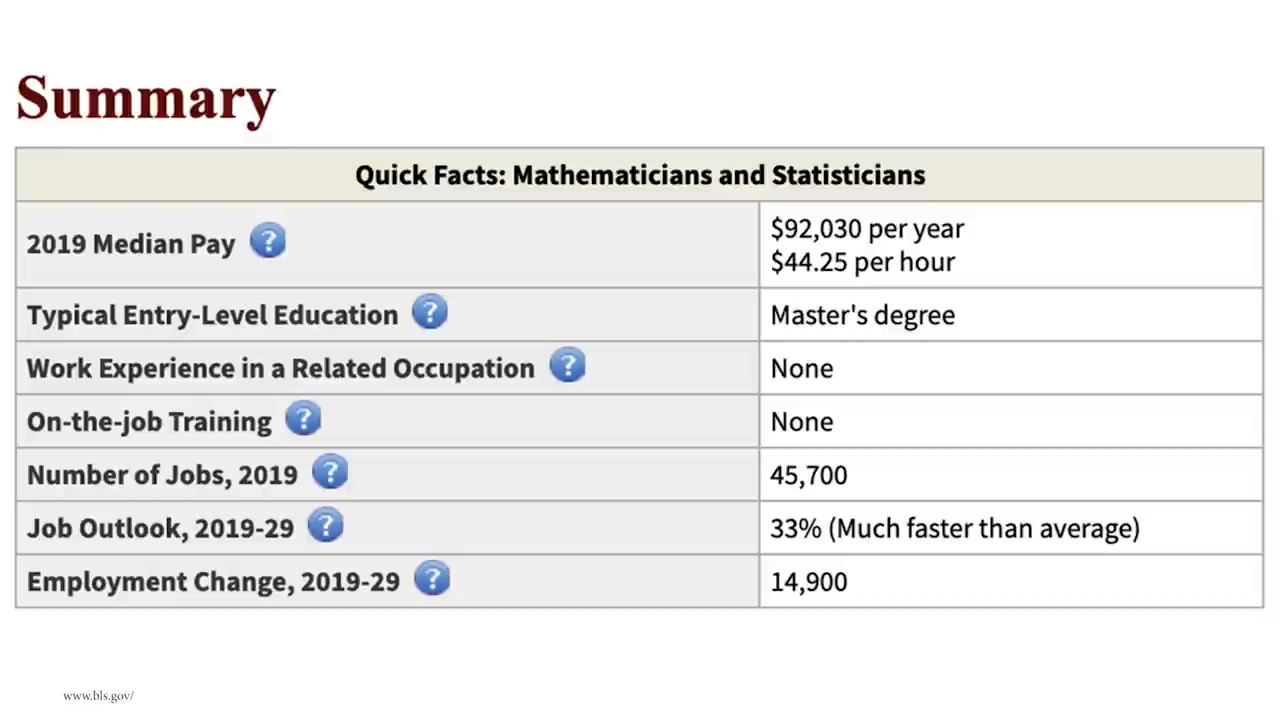 Summary
Quick Facts: Mathematicians and Statisticians
2019 Median Pay ?
$92,030 per year
$44.25 per hour
Typical Entry-Level Education ?
Master's degree
Work Experience in a Related Occupation ?
None
On-the-job Training ?
None
Number of Jobs, 2019 ?
45,700
Job Outlook, 2019-29 ?
33% (Much faster than average)
Employment Change, 2019-29 ?
14,900
www.bls.gov/